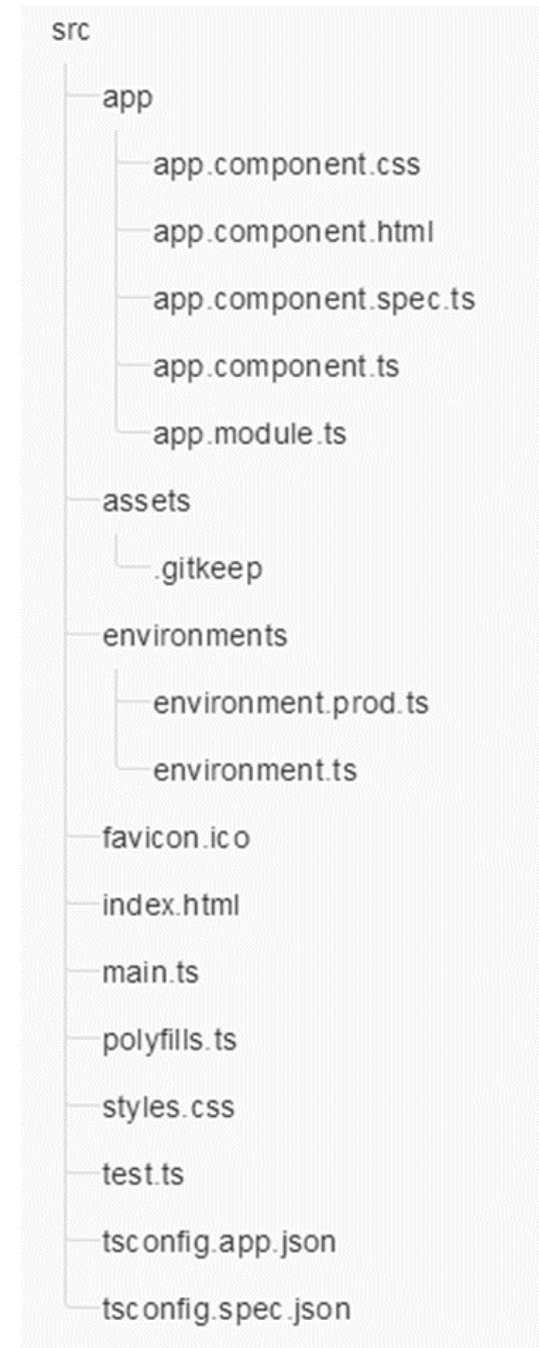 src
app
app.component.css
app.component.html
app.component.spec.ts
app.component.ts
app.module.ts
assets
.gitkeep
environments
environment.prod.ts
environment.ts
favicon.ico
index.html
main.ts
polyfills.ts
styles.css
test.ts
tsconfig.app.json
tsconfig.spec.json